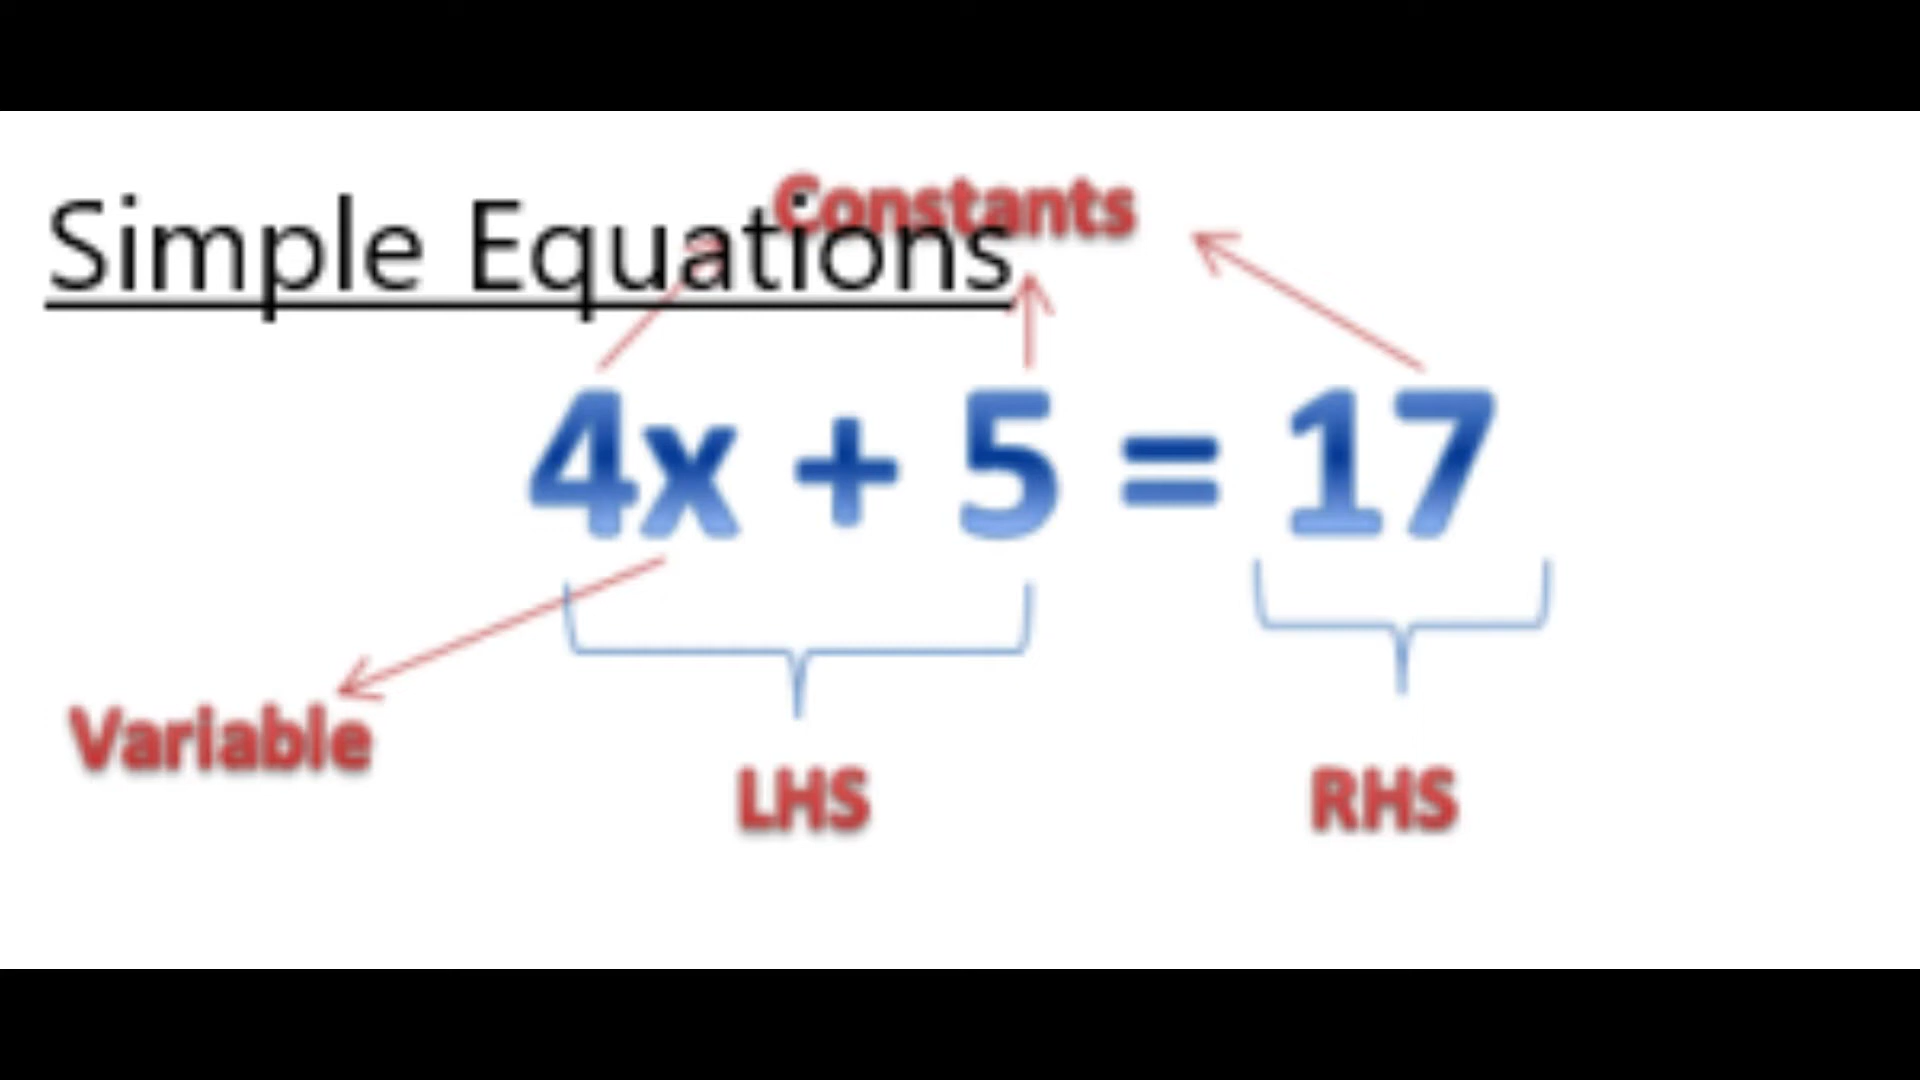 Constants
Simple Equations
4x + 5 = 17
Variable
LHS
RHS